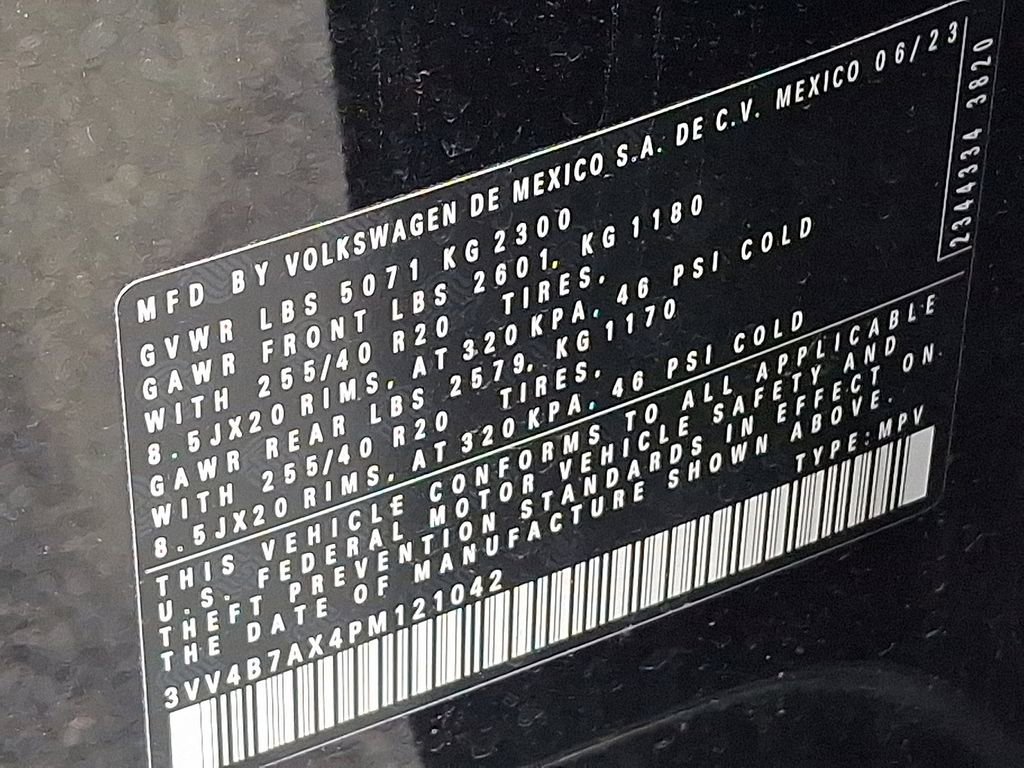 MFD BY VOLKSWAGEN DE MEXICO S.A. DE C.V. MEXICO 06/23
GVWR LBS 5071 KG 2300
GAWR FRONT LBS 2601, KG 1180
WITH 255/40 R20 TIRES,
8.5JX20 RIMS, AT 320 KPA, 46 PSI COLD
GAWR REAR LBS 2579, KG 1170
WITH 255/40 R20 TIRES,
8.5JX20 RIMS, AT 320 KPA, 46 PSI COLD
THIS VEHICLE CONFORMS TO ALL APPLICABLE
U.S. FEDERAL MOTOR VEHICLE SAFETY AND
THEFT PREVENTION STANDARDS IN EFFECT ON
THE DATE OF MANUFACTURE SHOWN ABOVE.
3VV4B7AX4PM121042 TYPE:MPV
2344334 3820